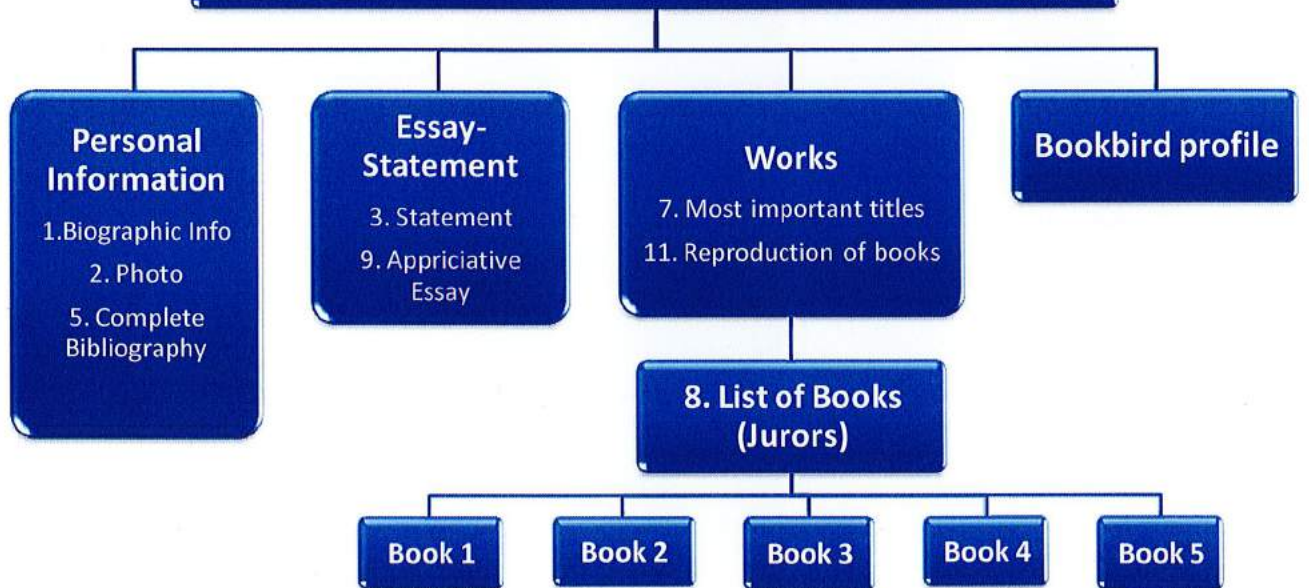 Personal
Information
1.Biographic Info
2. Photo
5. Complete
Bibliography
Essay-
Statement
3. Statement
9. Appriciative
Essay
Works
7. Most important titles
11. Reproduction of books
Bookbird profile
8. List of Books
(Jurors)
Book 1
Book 2
Book 3
Book 4
Book 5